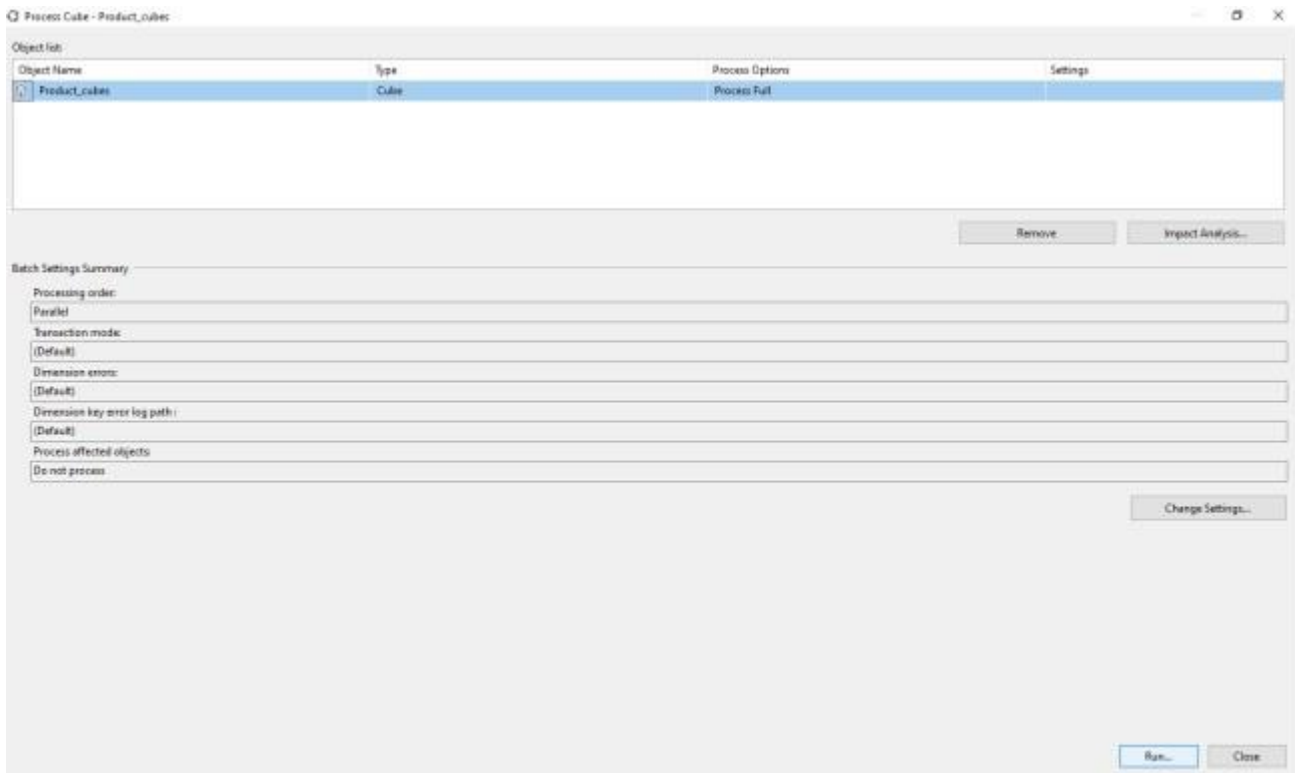 Process Cube - Product_cubes
Object list:
Object Name Type Process Options Settings
Product_cubes Cube Process Full
Remove Impact Analysis...
Batch Settings Summary
Processing order:
Parallel
Transaction mode:
(Default)
Dimension errors:
(Default)
Dimension key error log path :
(Default)
Process affected objects:
Do not process
Change Settings...
Run... Close